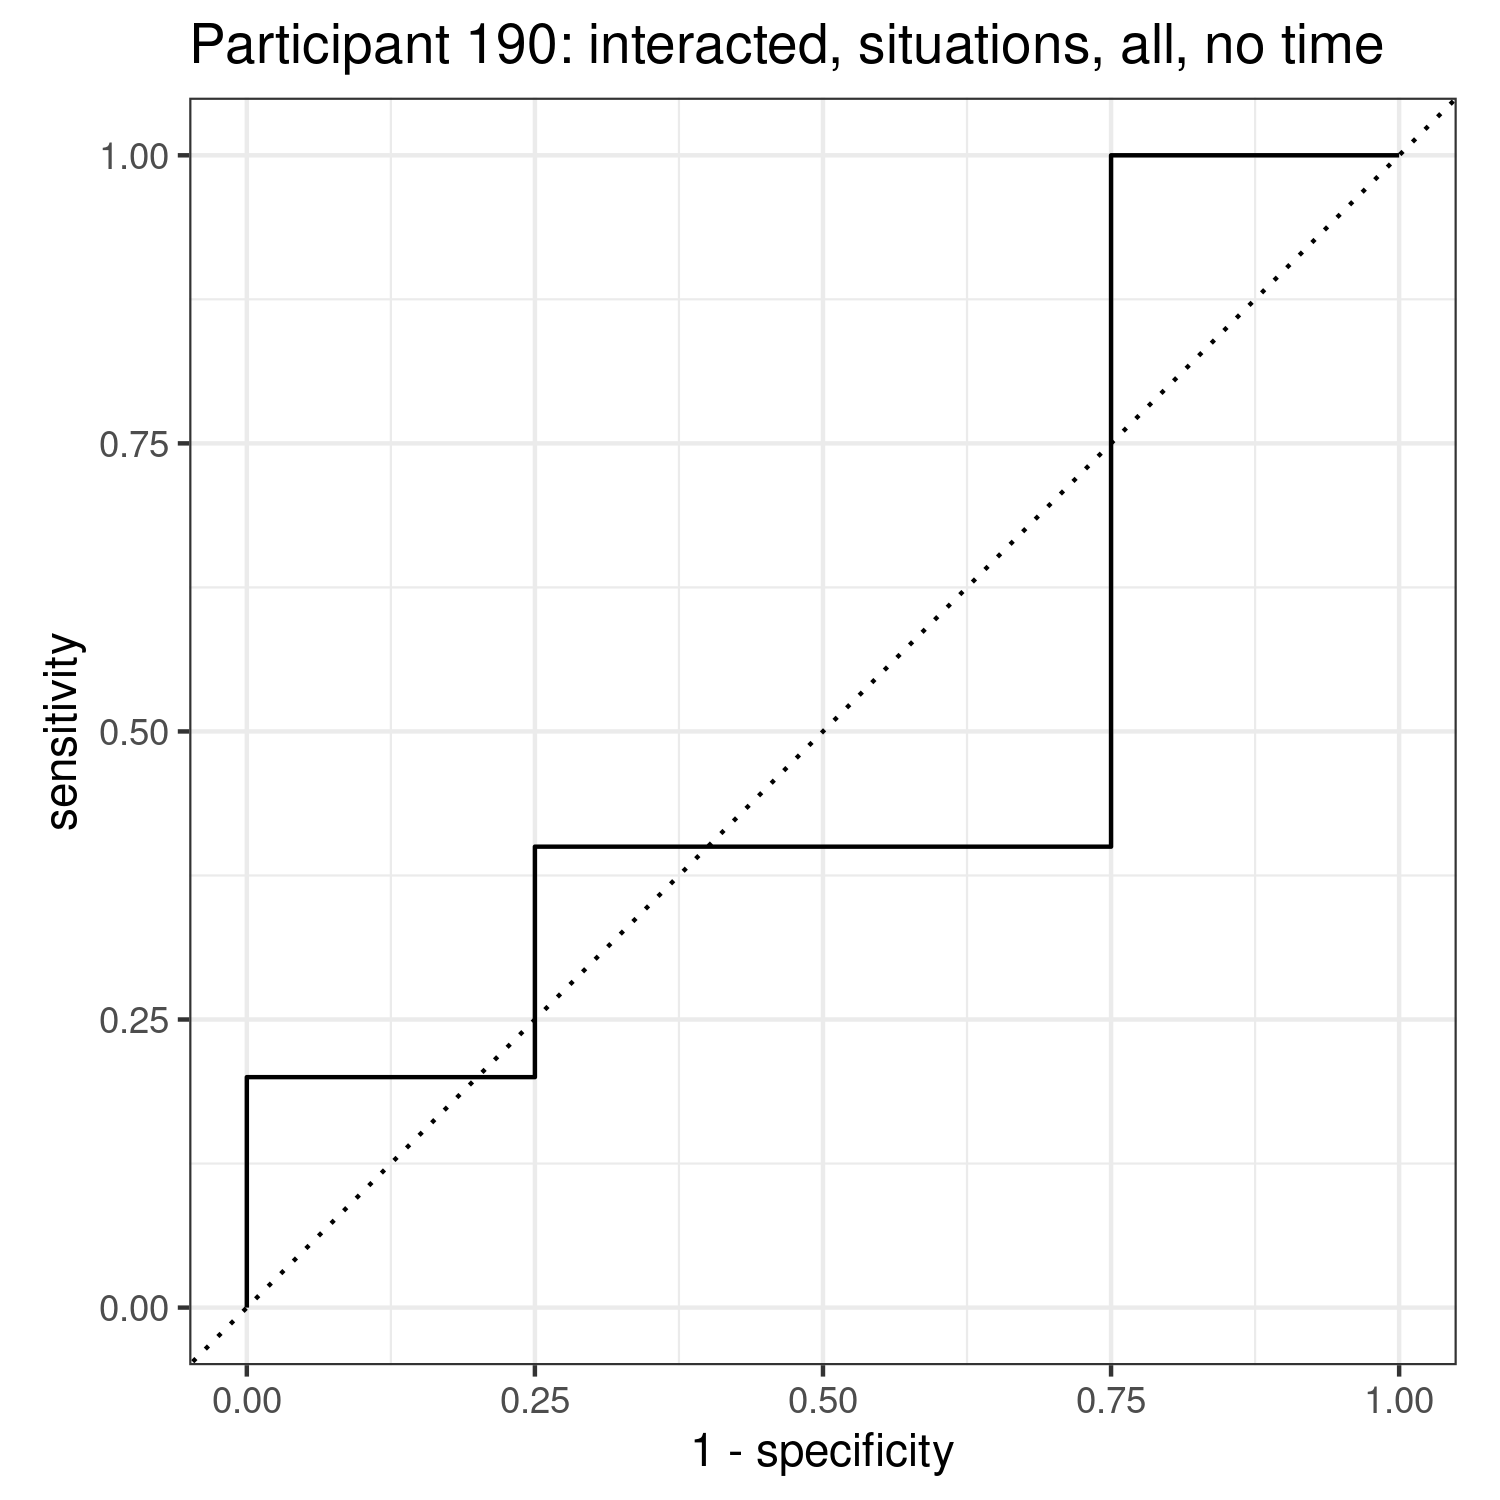 Participant 190: interacted, situations, all, no time
1.00
0.75
0.50
0.25
0.00
sensitivity
0.00 0.25 0.50 0.75 1.00
1 - specificity